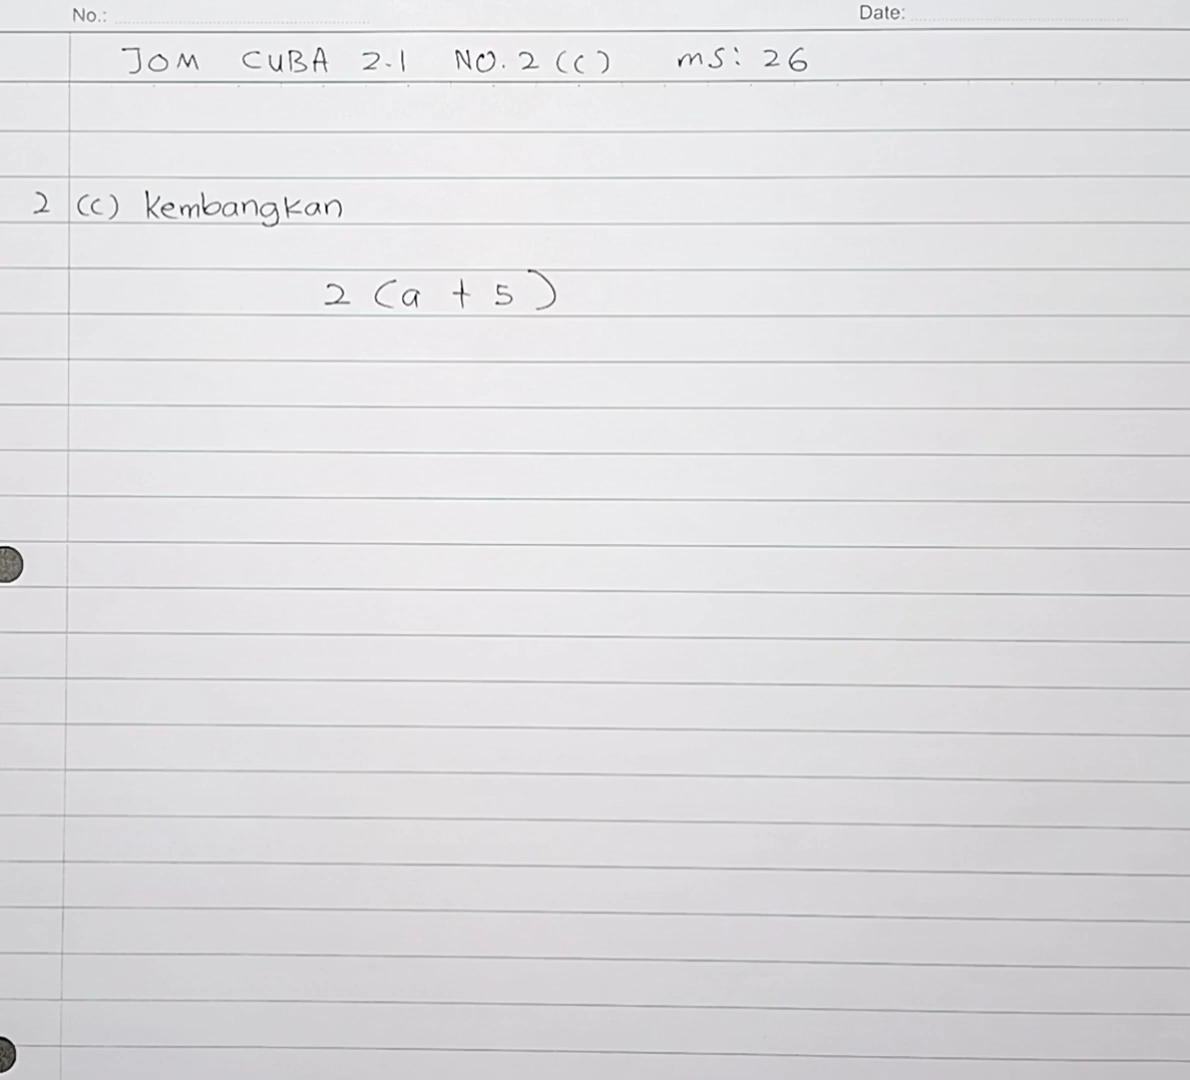 No.: Date:
JOM CUBA 2.1 NO. 2 (c) ms: 26
2 (c) kembangkan
2 (a + 5)